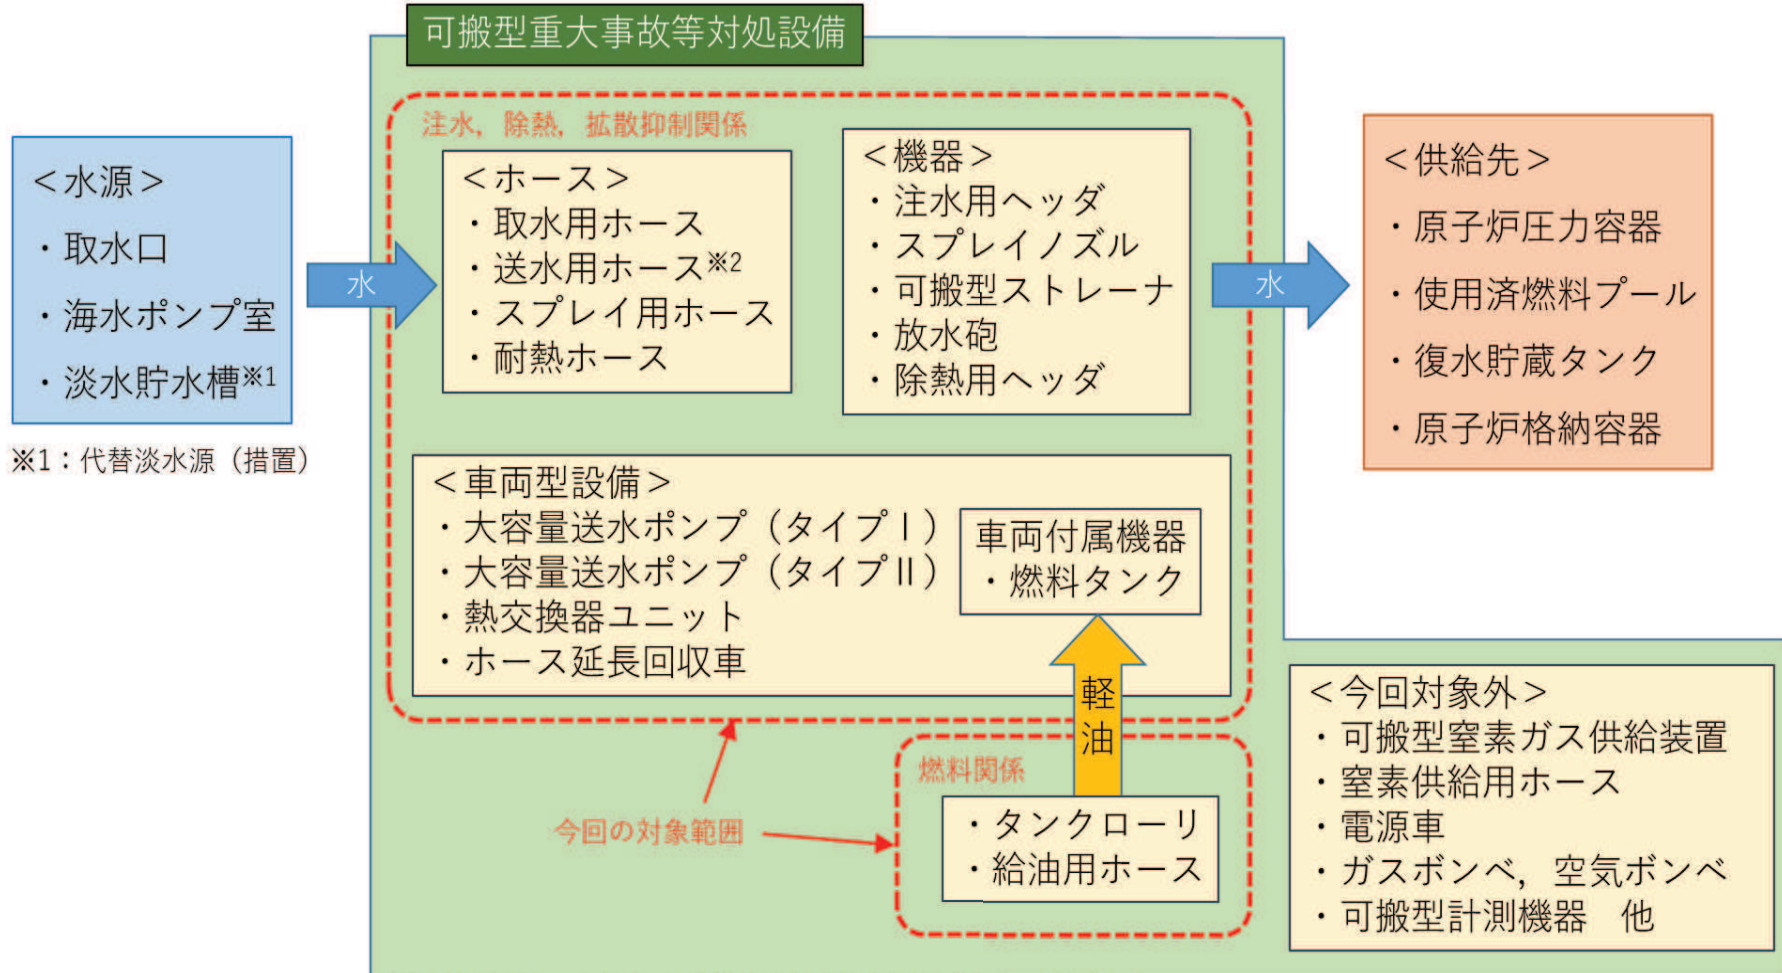 可搬型重大事故等対処設備
＜水源＞
・取水口
・海水ポンプ室
・淡水貯水槽※1
※1：代替淡水源（措置）
水
注水，除熱，拡散抑制関係
＜ホース＞
・取水用ホース
・送水用ホース※2
・スプレイ用ホース
・耐熱ホース
＜機器＞
・注水用ヘッダ
・スプレイノズル
・可搬型ストレーナ
・放水砲
・除熱用ヘッダ
水
＜供給先＞
・原子炉圧力容器
・使用済燃料プール
・復水貯蔵タンク
・原子炉格納容器
＜車両型設備＞
・大容量送水ポンプ（タイプⅠ）
・大容量送水ポンプ（タイプⅡ）
・熱交換器ユニット
・ホース延長回収車
車両付属機器
・燃料タンク
軽油
燃料関係
・タンクローリ
・給油用ホース
今回の対象範囲
＜今回対象外＞
・可搬型窒素ガス供給装置
・窒素供給用ホース
・電源車
・ガスボンベ，空気ボンベ
・可搬型計測機器　他